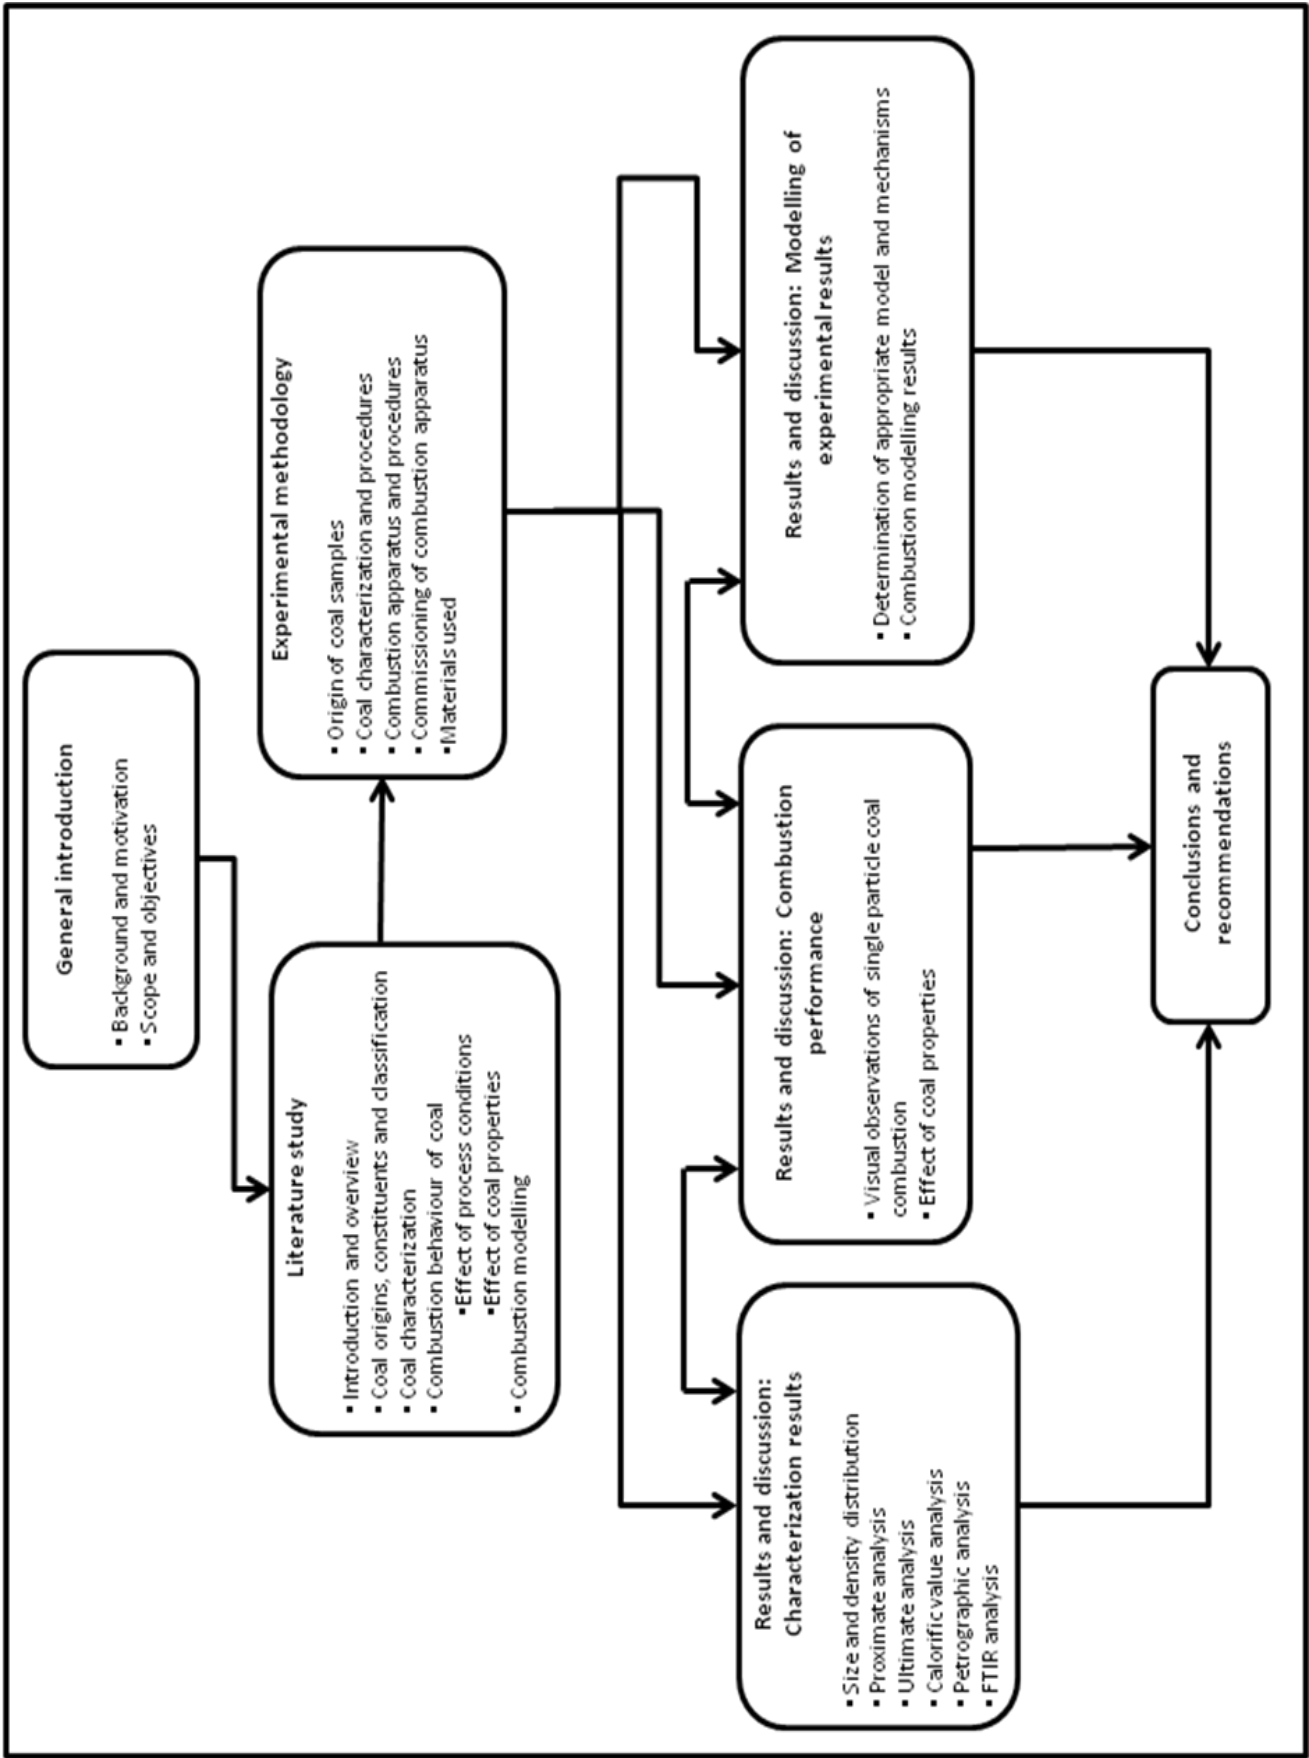 General introduction
▪ Background and motivation
▪ Scope and objectives
Literature study
▪ Introduction and overview
▪ Coal origins, constituents and classification
▪ Coal characterization
▪ Combustion behaviour of coal
▪ Effect of process conditions
▪ Effect of coal properties
▪ Combustion modelling
Experimental methodology
▪ Origin of coal samples
▪ Coal characterization and procedures
▪ Combustion apparatus and procedures
▪ Commissioning of combustion apparatus
▪ Materials used
Results and discussion:
Characterization results
▪ Size and density distribution
▪ Proximate analysis
▪ Ultimate analysis
▪ Calorific value analysis
▪ Petrographic analysis
▪ FTIR analysis
Results and discussion: Combustion
performance
▪ Visual observations of single particle coal
combustion
▪ Effect of coal properties
Results and discussion: Modelling of
experimental results
▪ Determination of appropriate model and mechanisms
▪ Combustion modelling results
Conclusions and
recommendations